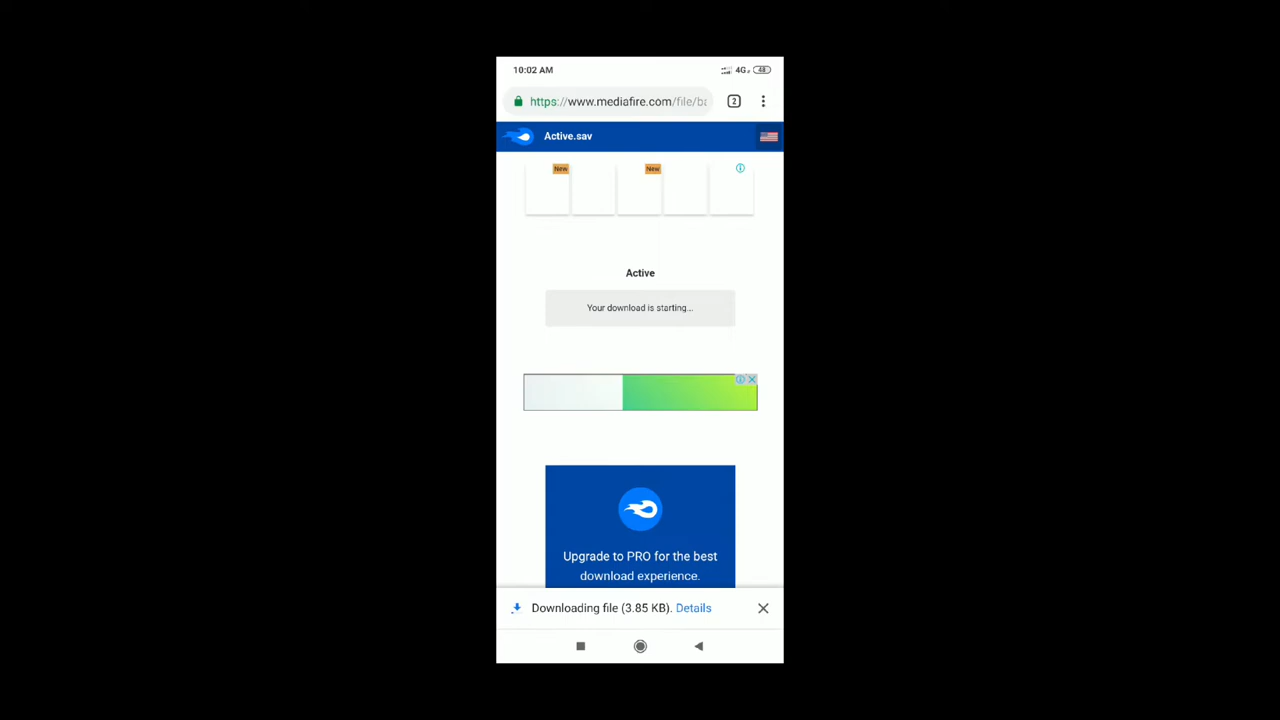 10:02 AM
4G
48
https://www.mediafire.com/file/ba
2
Active.sav
New
New
Active
Your download is starting...
Upgrade to PRO for the best
download experience.
Downloading file (3.85 KB). Details